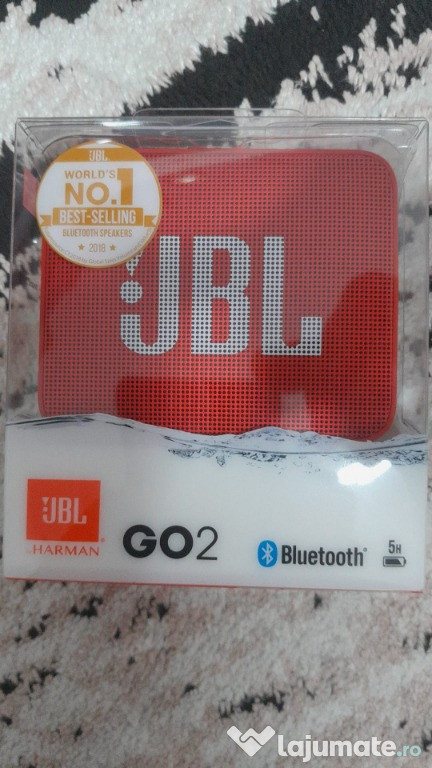 JBL
WORLD'S
NO.1
BEST-SELLING
BLUETOOTH SPEAKERS
★ 2018 ★
JBL
JBL
HARMAN
GO2
Bluetooth®
5H
lajumate.ro